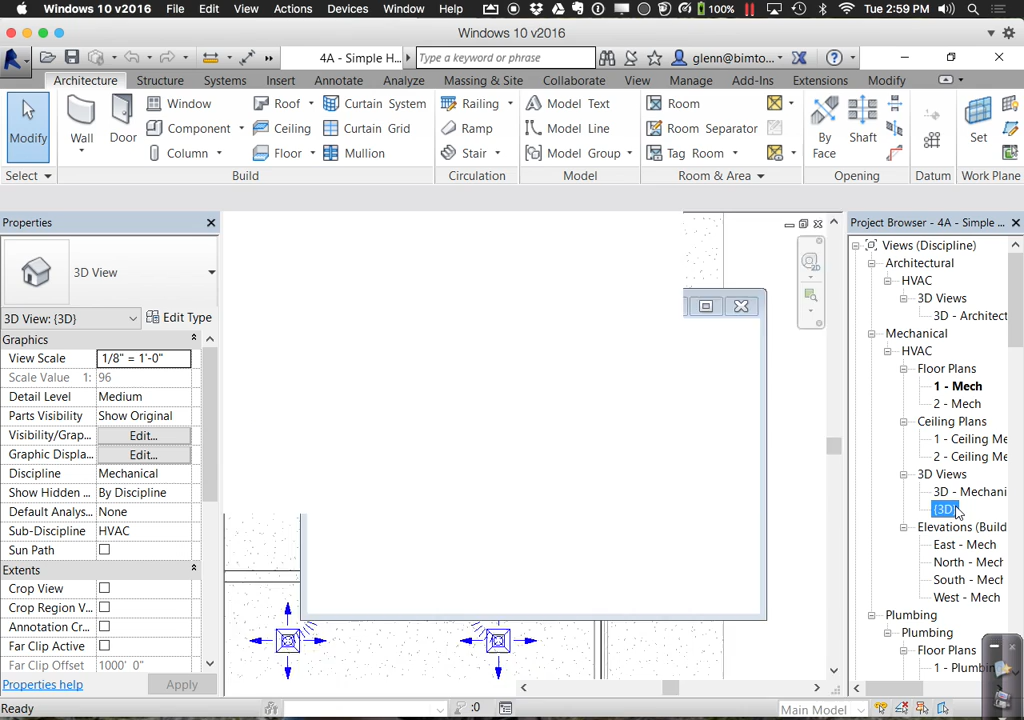 Windows 10 v2016 File Edit View Actions Devices Window Help 100% Tue 2:59 PM
Windows 10 v2016
4A - Simple H... Type a keyword or phrase glenn@bimto...
Architecture Structure Systems Insert Annotate Analyze Massing & Site Collaborate View Manage Add-Ins Extensions Modify
Modify Wall Door Window Component Column Roof Ceiling Floor Curtain System Curtain Grid Mullion
Railing Ramp Stair Model Text Model Line Model Group Room Room Separator Tag Room
By Face Shaft Set
Select Build Circulation Model Room & Area Opening Datum Work Plane
Properties
3D View
3D View: {3D} Edit Type
Graphics
View Scale 1/8" = 1'-0"
Scale Value 1: 96
Detail Level Medium
Parts Visibility Show Original
Visibility/Grap... Edit...
Graphic Displa... Edit...
Discipline Mechanical
Show Hidden ... By Discipline
Default Analys... None
Sub-Discipline HVAC
Sun Path
Extents
Crop View
Crop Region V...
Annotation Cr...
Far Clip Active
Far Clip Offset 1000' 0"
Properties help Apply
Project Browser - 4A - Simple ...
Views (Discipline)
Architectural
HVAC
3D Views
3D - Architect
Mechanical
HVAC
Floor Plans
1 - Mech
2 - Mech
Ceiling Plans
1 - Ceiling Me
2 - Ceiling Me
3D Views
3D - Mechani
{3D
Elevations (Build
East - Mech
North - Mech
South - Mech
West - Mech
Plumbing
Plumbing
Floor Plans
1 - Plumbin
Ready :0 Main Model